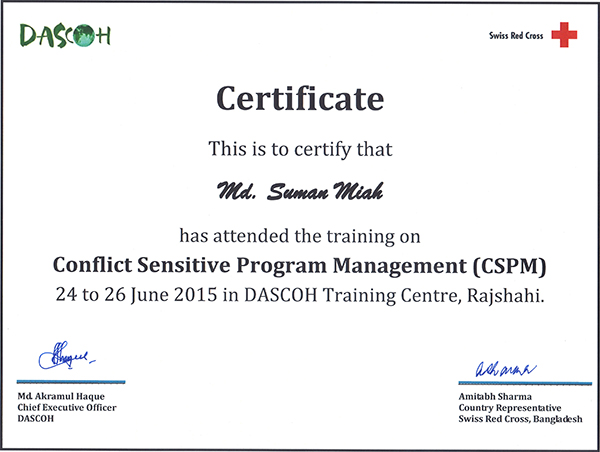 DASCOH
Swiss Red Cross
Certificate
This is to certify that
Md. Suman Miah
has attended the training on
Conflict Sensitive Program Management (CSPM)
24 to 26 June 2015 in DASCOH Training Centre, Rajshahi.
Haque
asharma
Md. Akramul Haque
Chief Executive Officer
DASCOH
Amitabh Sharma
Country Representative
Swiss Red Cross, Bangladesh